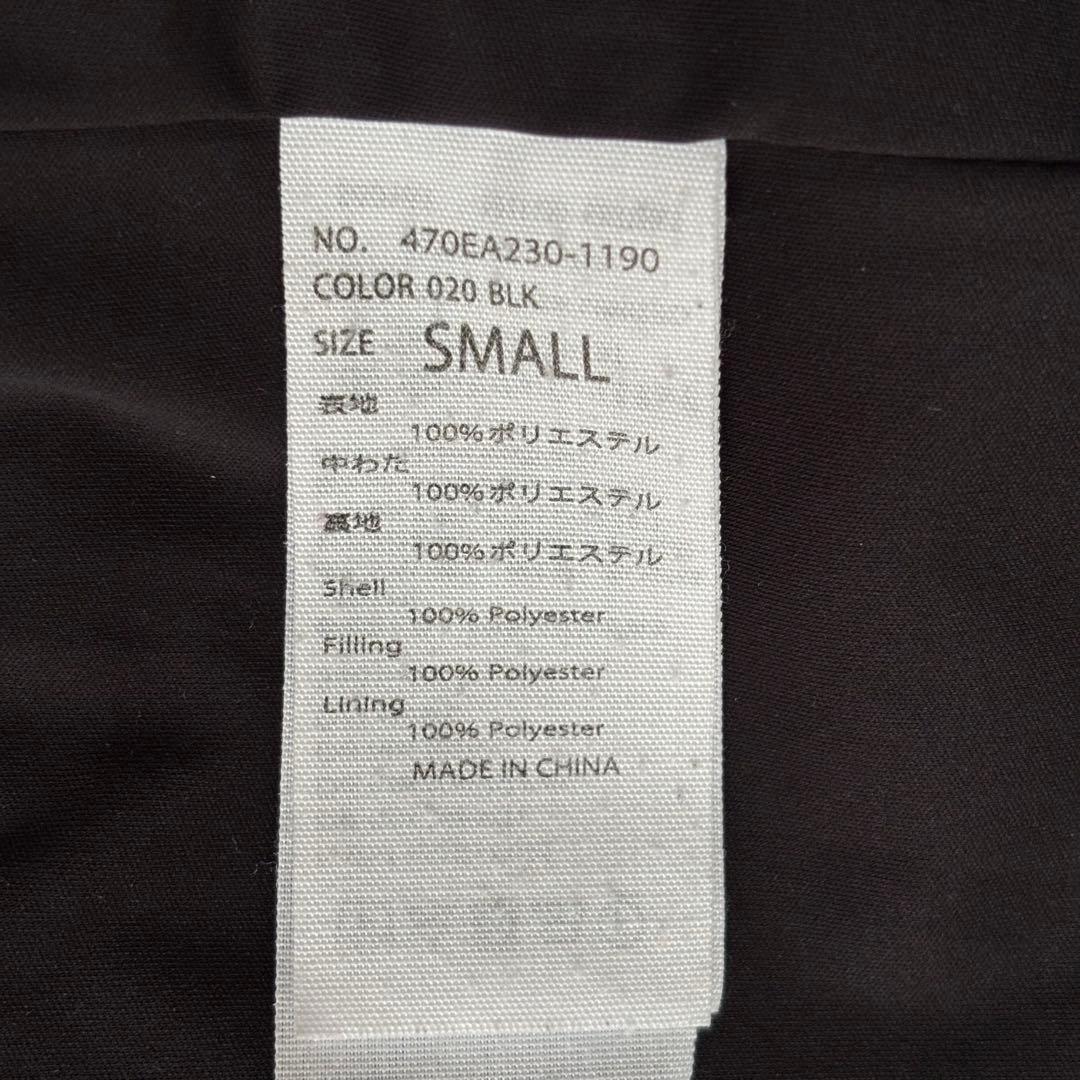 NO. 470EA230-1190
COLOR 020 BLK
SIZE SMALL
表地
100%ポリエステル
中わた
100%ポリエステル
裏地
100%ポリエステル
Shell
100% Polyester
Filling
100% Polyester
Lining
100% Polyester
MADE IN CHINA